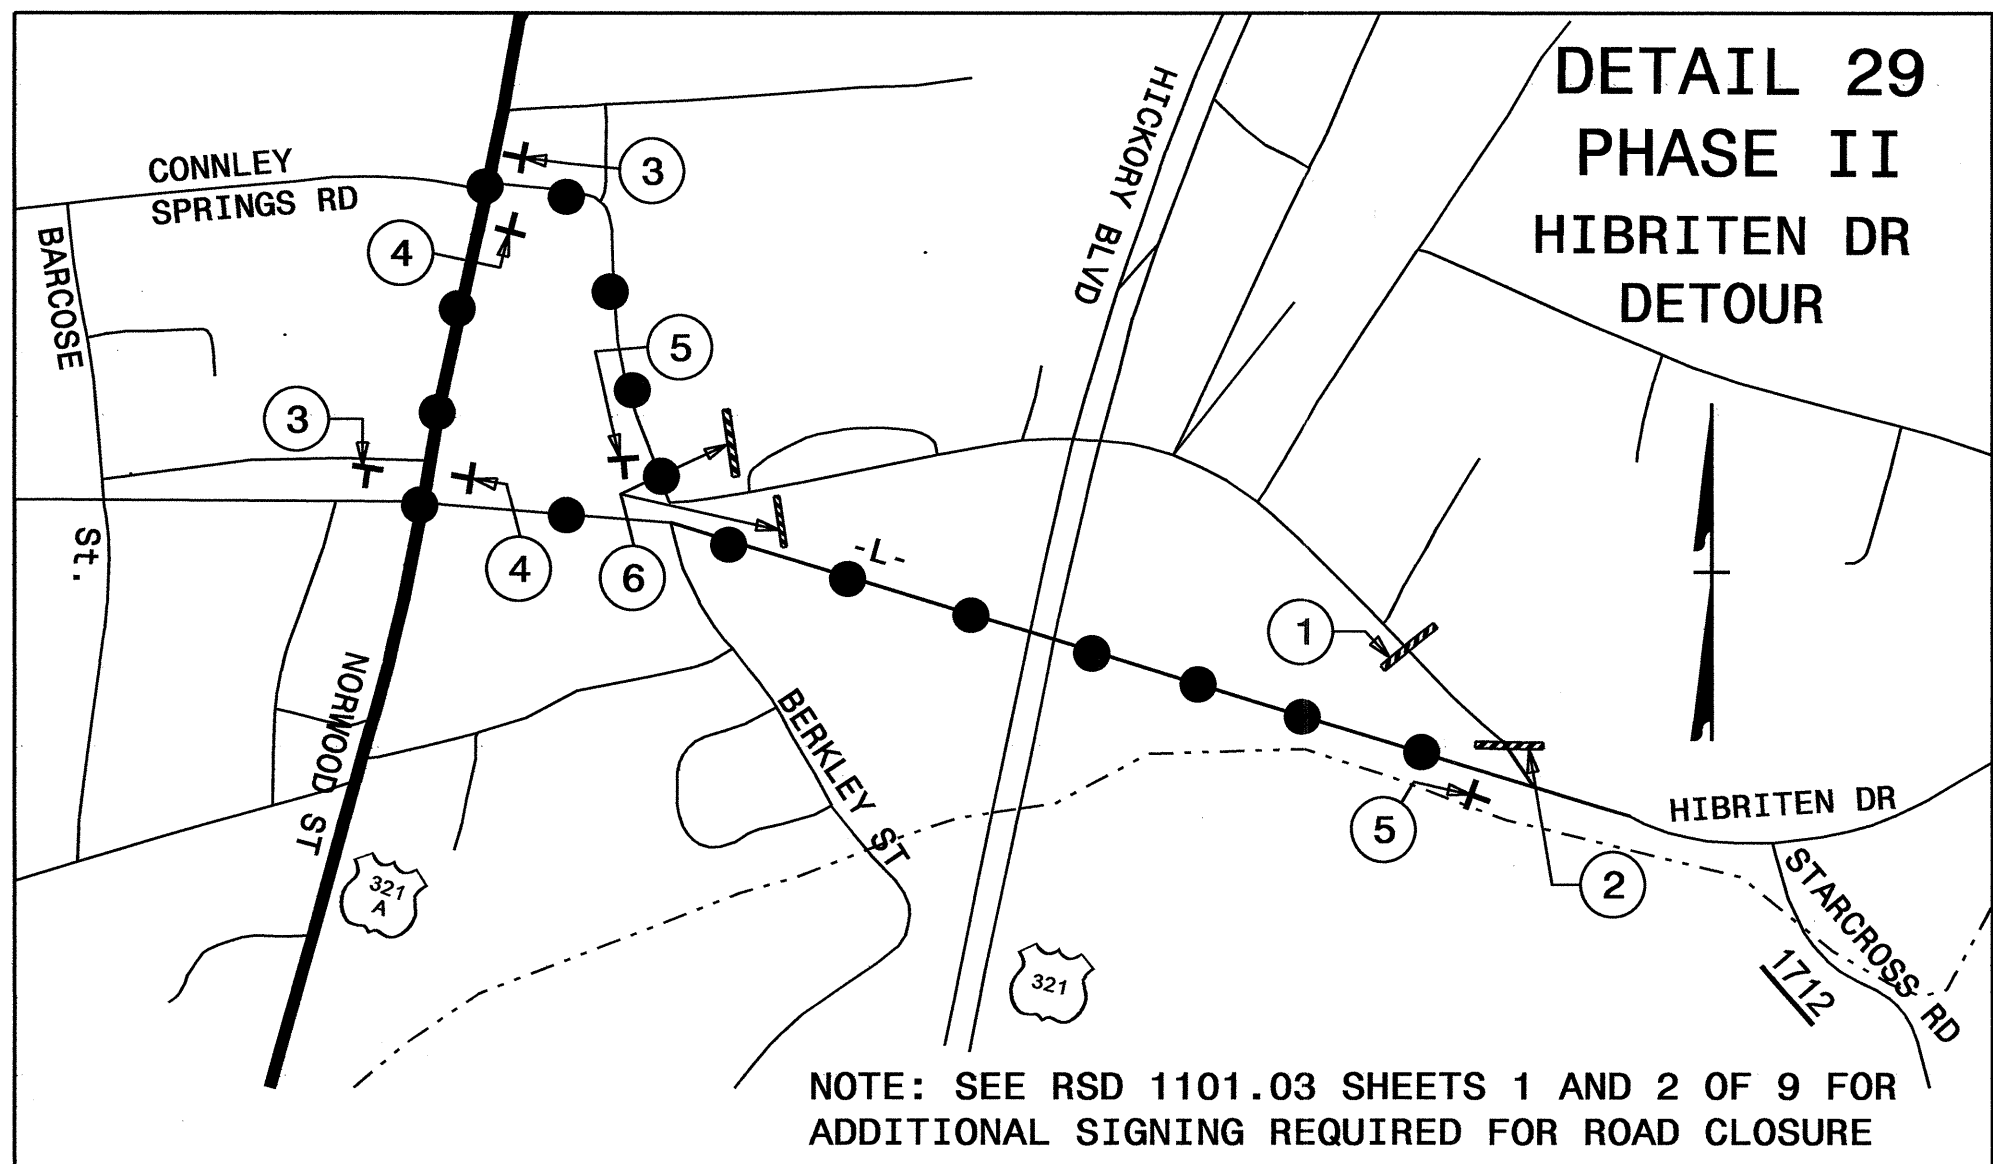 DETAIL 29
PHASE II
HIBRITEN DR
DETOUR
CONNLEY
SPRINGS RD
BARCOSE
St.
HICKORY BLVD
3
4
5
3
4
6
-L-
1
5
2
NORWOOD ST
BERKLEY ST
HIBRITEN DR
STARCROSS RD
1712
321
A
321
NOTE: SEE RSD 1101.03 SHEETS 1 AND 2 OF 9 FOR
ADDITIONAL SIGNING REQUIRED FOR ROAD CLOSURE